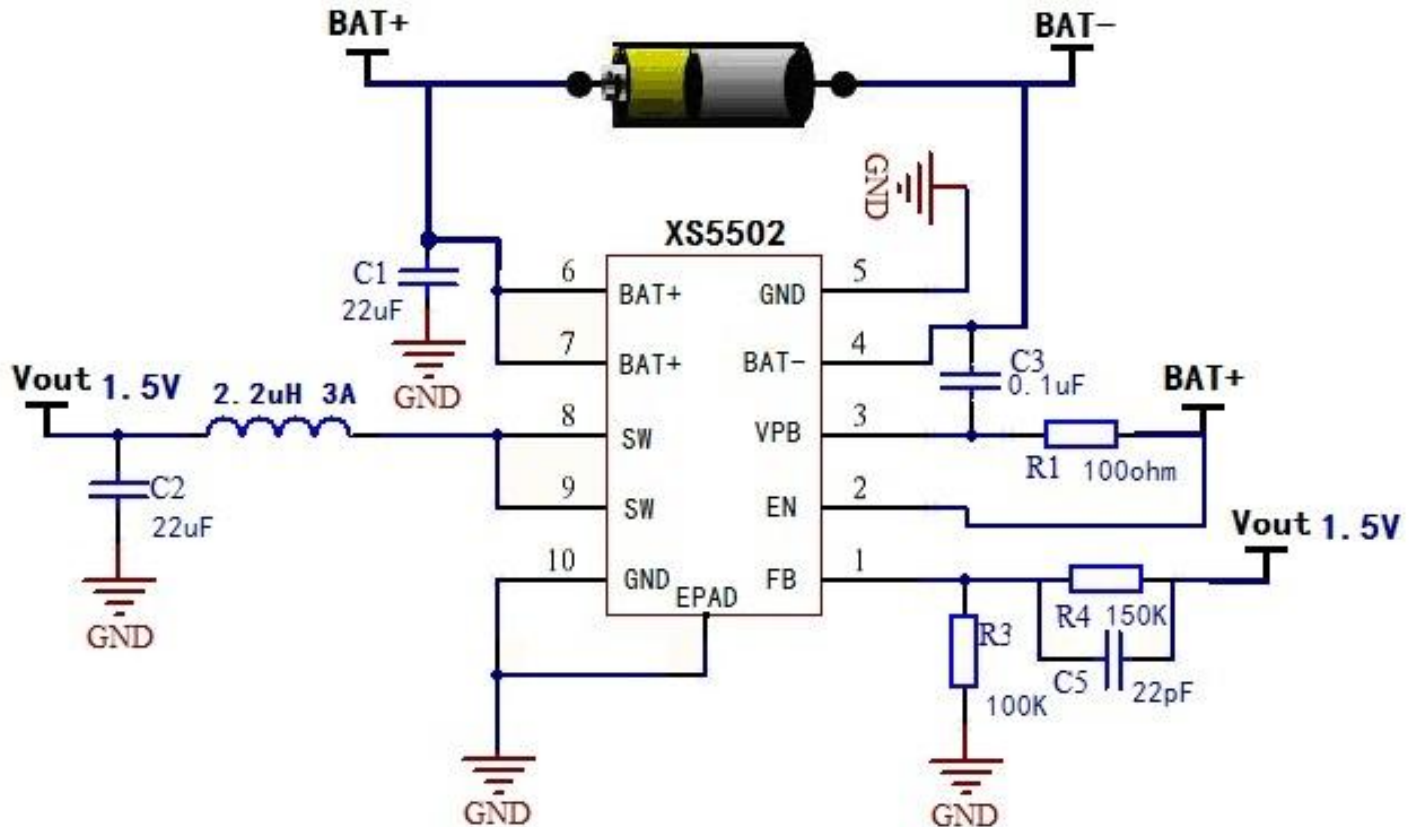 BAT+
BAT-
GND
XS5502
C1
22uF
GND
6
BAT+
GND
5
7
BAT+
BAT-
4
C3
0.1uF
BAT+
Vout 1.5V
2.2uH 3A
8
SW
VPB
3
R1 100ohm
C2
22uF
GND
9
SW
EN
2
Vout 1.5V
10
GND
EPAD
FB
1
R4 150K
R3
100K
C5
22pF
GND
GND